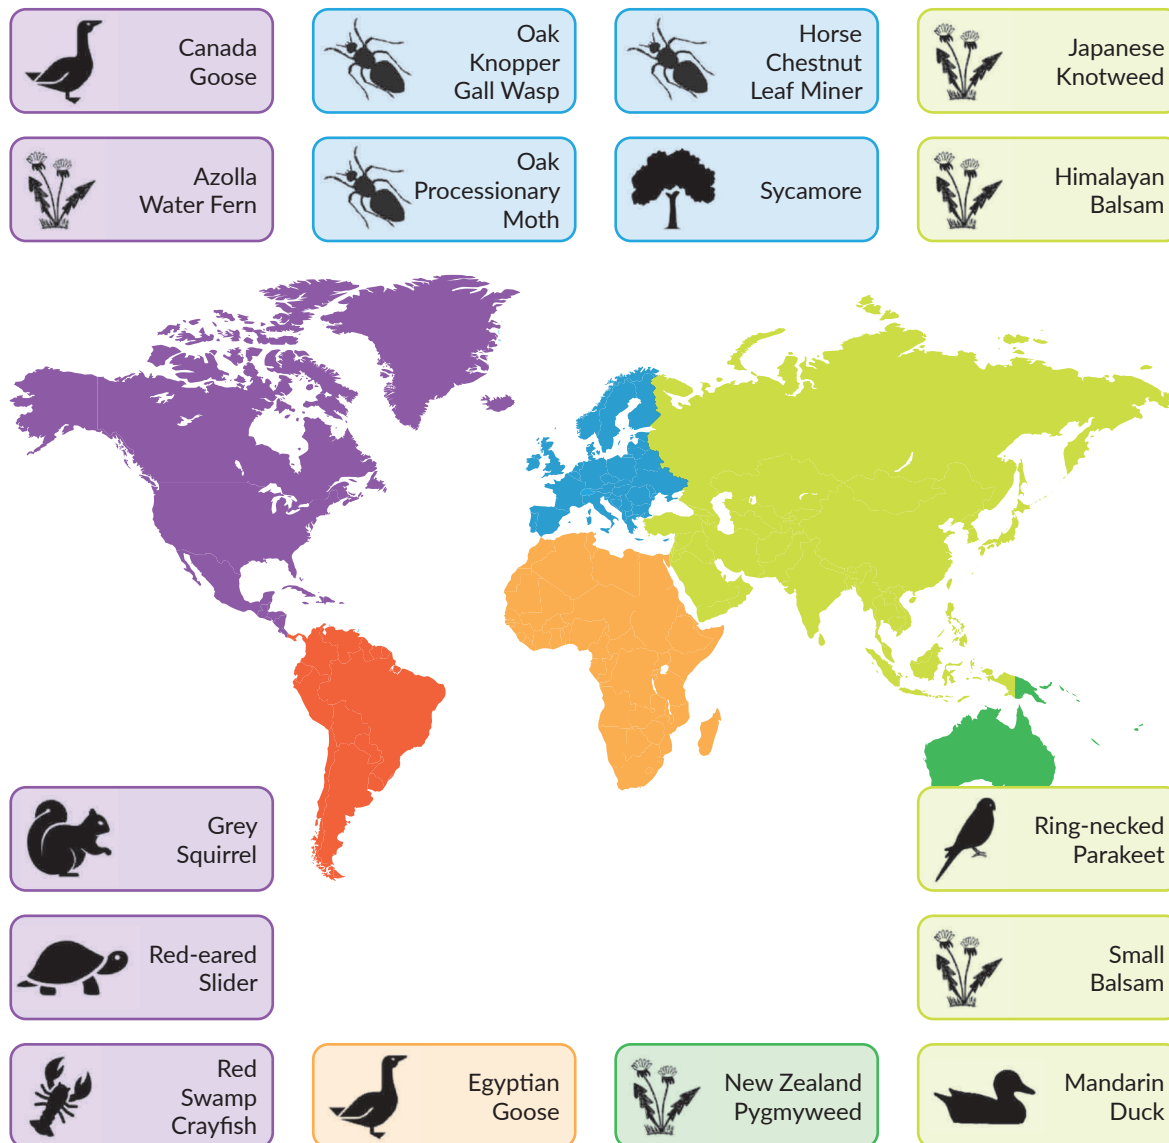 Canada
Goose
Oak
Knopper
Gall Wasp
Horse
Chestnut
Leaf Miner
Japanese
Knotweed
Azolla
Water Fern
Oak
Processionary
Moth
Sycamore
Himalayan
Balsam
Grey
Squirrel
Ring-necked
Parakeet
Red-eared
Slider
Small
Balsam
Red
Swamp
Crayfish
Egyptian
Goose
New Zealand
Pygmyweed
Mandarin
Duck